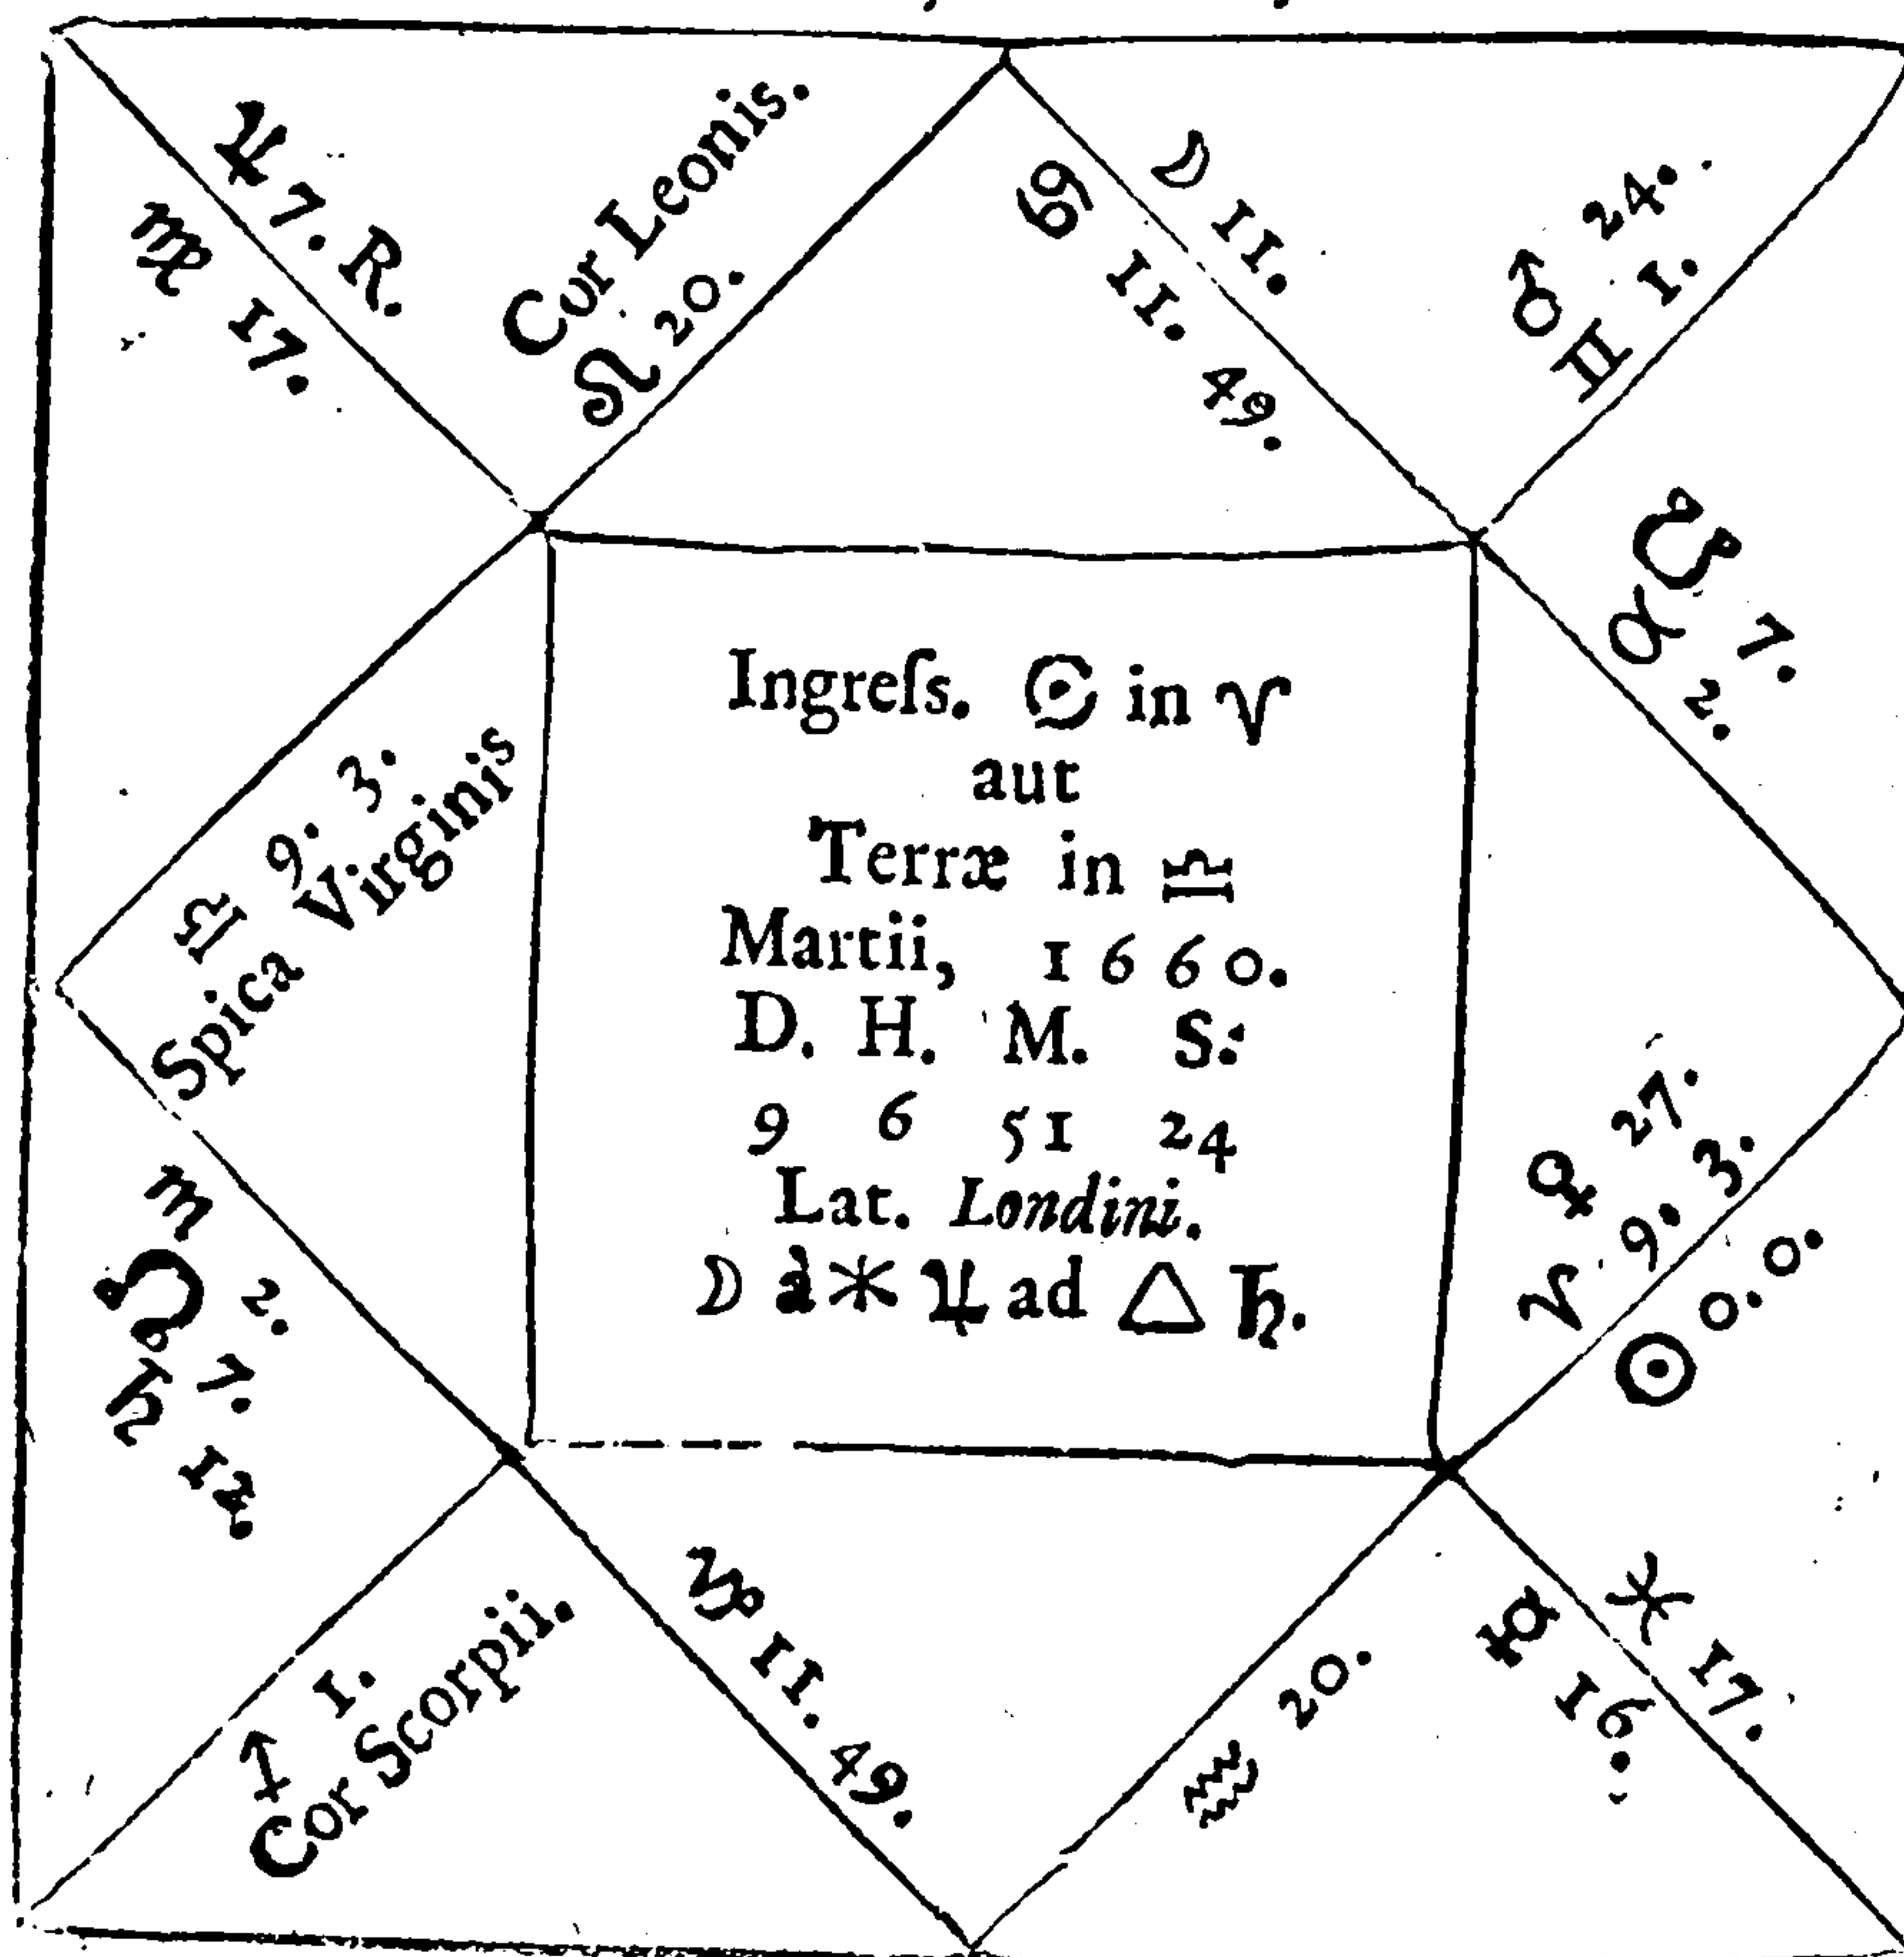 ♃ 7. R.
♍ 17.
Cor Leonis.
♌ 20.
☽ 11.
♋ 11. 49.
♂ 24.
♊ 1.
☋ 7.
♉ 2.
♎ 9. 3.
Spica Virginis
Ingreſs. ☉ in ♈
aut
Terræ in ♎
Martii, 1660.
D. H. M. S:
9 6 51 24
Lat. Londini.
☽ à ⚹ ♃ ad △ ♄.
♀ 27.
♈ 9. 3.
☉ 0. 0.
♏ 2.
☊ 7.
♄ 12.
♐ 1.
Cor Scorpii.
♑ 11. 49.
♒ 20.
♓ 17.
☿ 16.